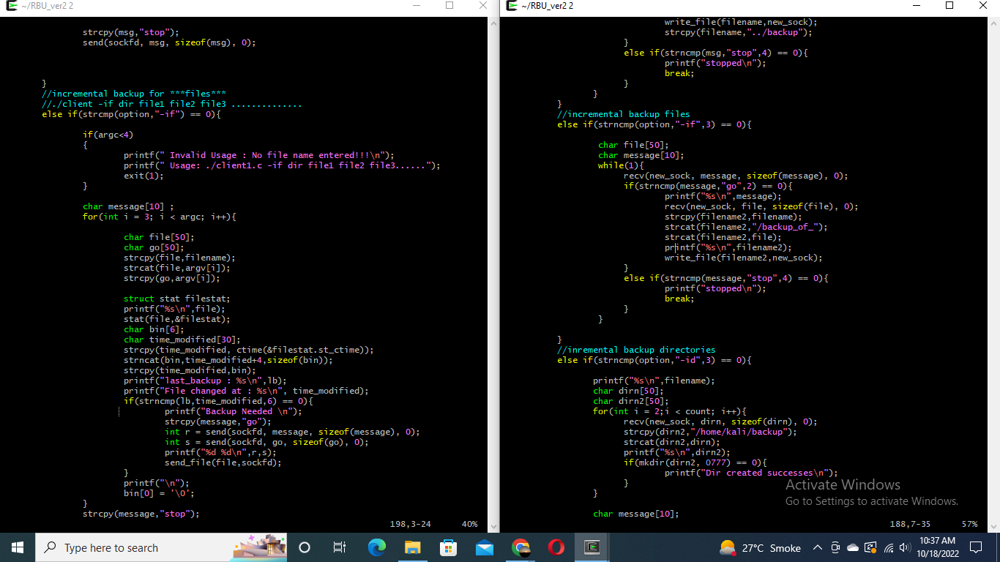 ~/RBU_ver2 2
strcpy(msg,"stop");
send(sockfd, msg, sizeof(msg), 0);
}
//incremental backup for ***files***
//./client -if dir file1 file2 file3 ..............
else if(strcmp(option,"-if") == 0){
if(argc<4)
{
printf(" Invalid Usage : No file name entered!!!\n");
printf(" Usage: ./client1.c -if dir file1 file2 file3......");
exit(1);
}
char message[10] ;
for(int i = 3; i < argc; i++){
char file[50];
char go[50];
strcpy(file,filename);
strcat(file,argv[i]);
strcpy(go,argv[i]);
struct stat filestat;
printf("%s\n",file);
stat(file,&filestat);
char bin[6];
char time_modified[30];
strcpy(time_modified, ctime(&filestat.st_ctime));
strncat(bin,time_modified+4,sizeof(bin));
strcpy(time_modified,bin);
printf("last_backup : %s\n",lb);
printf("File changed at : %s\n", time_modified);
if(strncmp(lb,time_modified,6) == 0){
printf("Backup Needed \n");
strcpy(message,"go");
int r = send(sockfd, message, sizeof(message), 0);
int s = send(sockfd, go, sizeof(go), 0);
printf("%d %d\n",r,s);
send_file(file,sockfd);
}
printf("\n");
bin[0] = '\0';
}
strcpy(message,"stop");
198,3-24 40%
~/RBU_ver2 2
write_file(filename,new_sock);
strcpy(filename,"../backup");
}
else if(strncmp(msg,"stop",4) == 0){
printf("stopped\n");
break;
}
}
}
//incremental backup files
else if(strncmp(option,"-if",3) == 0){
char file[50];
char message[10];
while(1){
recv(new_sock, message, sizeof(message), 0);
if(strncmp(message,"go",2) == 0){
printf("%s\n",message);
recv(new_sock, file, sizeof(file), 0);
strcpy(filename2,filename);
strcat(filename2,"/backup_of_");
strcat(filename2,file);
printf("%s\n",filename2);
write_file(filename2,new_sock);
}
else if(strncmp(message,"stop",4) == 0){
printf("stopped\n");
break;
}
}
}
//inremental backup directories
else if(strncmp(option,"-id",3) == 0){
printf("%s\n",filename);
char dirn[50];
char dirn2[50];
for(int i = 2;i < count; i++){
recv(new_sock, dirn, sizeof(dirn), 0);
strcpy(dirn2,"/home/kali/backup");
strcat(dirn2,dirn);
printf("%s\n",dirn2);
if(mkdir(dirn2, 0777) == 0){
printf("Dir created successes\n");
}
}
char message[10];
188,7-35 57%
Activate Windows
Go to Settings to activate Windows.
Type here to search
27°C Smoke
10:37 AM
10/18/2022